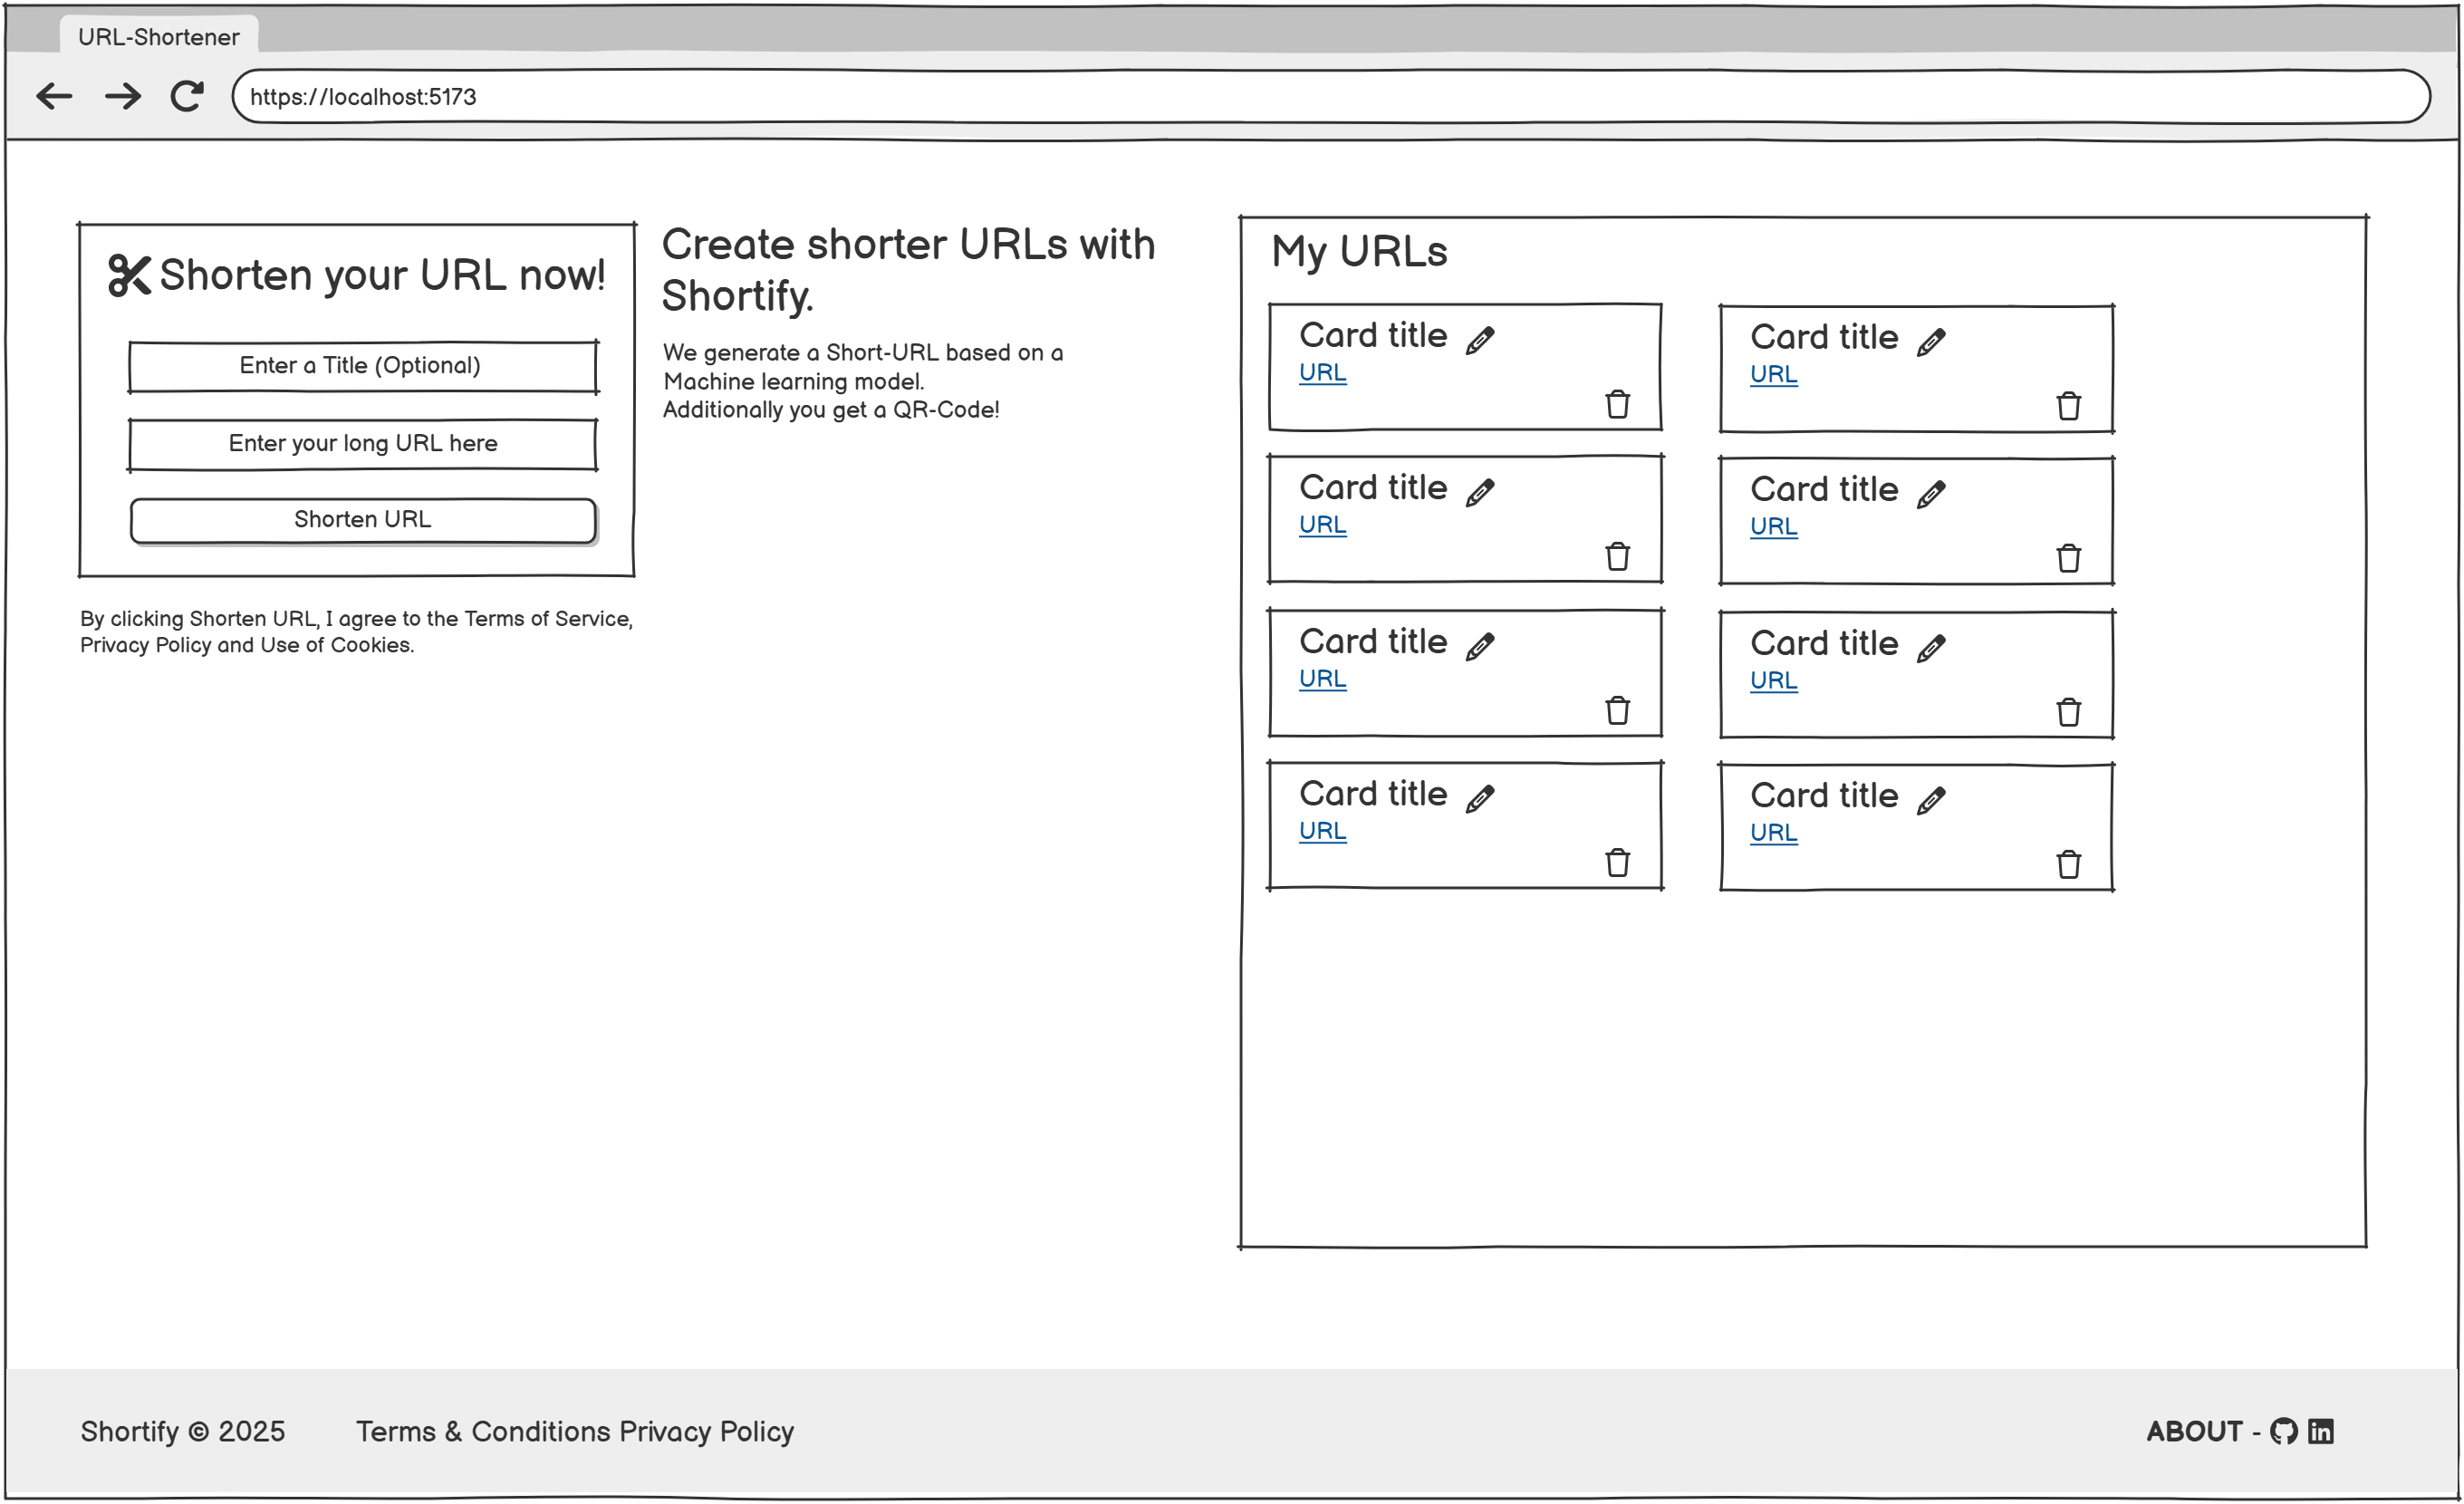 URL-Shortener
https://localhost:5173
Shorten your URL now!
Enter a Title (Optional)
Enter your long URL here
Shorten URL
By clicking Shorten URL, I agree to the Terms of Service,
Privacy Policy and Use of Cookies.
Create shorter URLs with
Shortify.
We generate a Short-URL based on a
Machine learning model.
Additionally you get a QR-Code!
My URLs
Card title
URL
Card title
URL
Card title
URL
Card title
URL
Card title
URL
Card title
URL
Card title
URL
Card title
URL
Shortify © 2025
Terms & Conditions Privacy Policy
ABOUT -
in